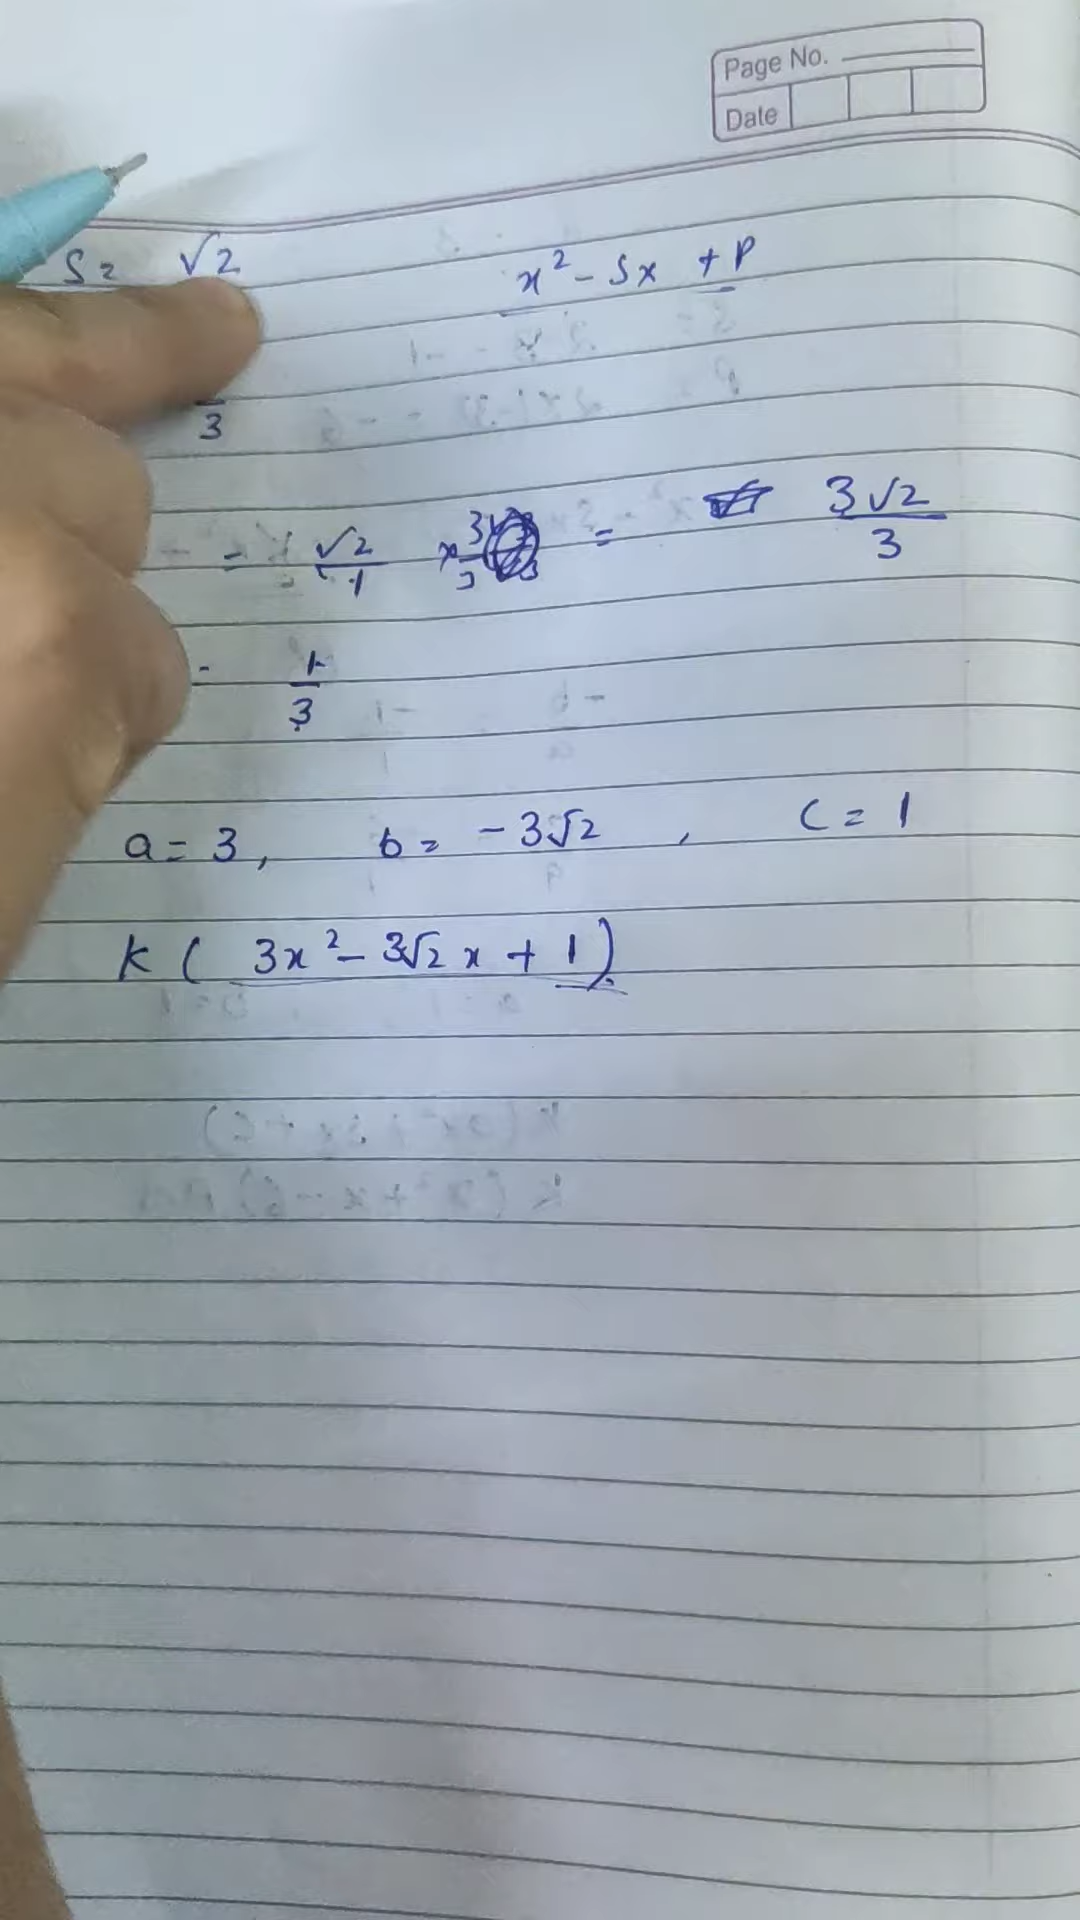 Page No.
Date
S = √2
x² - Sx + P
3
= √2/1 × 3/3 = 3√2/3
- 1/3
a = 3, b = -3√2, c = 1
K ( 3x² - 3√2 x + 1 )